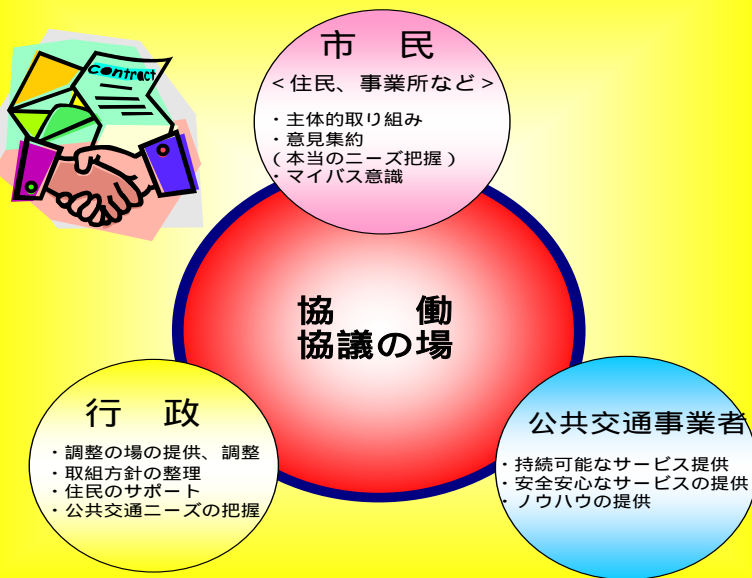 contract
市　民
＜住民、事業所など＞
・主体的取り組み
・意見集約
（本当のニーズ把握）
・マイバス意識
協　　働
協議の場
行　政
・調整の場の提供、調整
・取組方針の整理
・住民のサポート
・公共交通ニーズの把握
公共交通事業者
・持続可能なサービス提供
・安全安心なサービスの提供
・ノウハウの提供